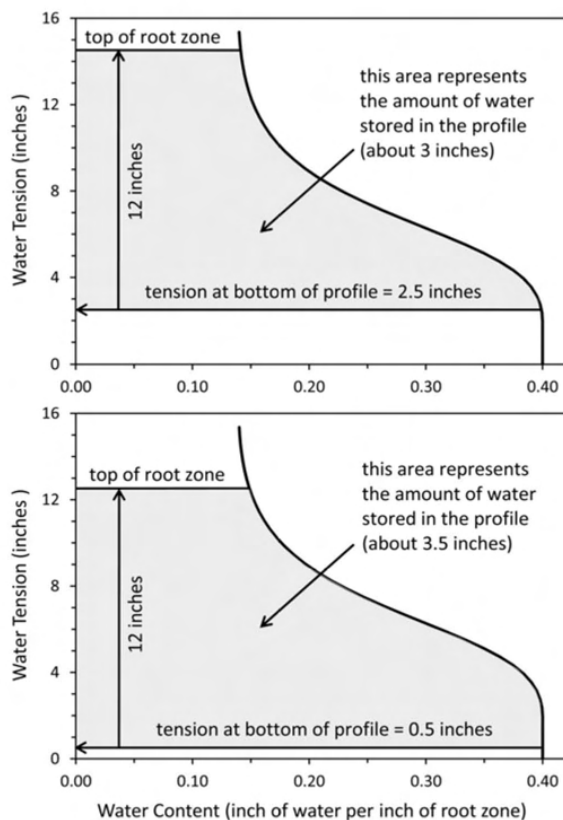 16
top of root zone
this area represents
the amount of water
stored in the profile
(about 3 inches)
12
8
4
0
Water Tension (inches)
12 inches
tension at bottom of profile = 2.5 inches
0.00
0.10
0.20
0.30
0.40
16
top of root zone
this area represents
the amount of water
stored in the profile
(about 3.5 inches)
12
8
4
0
Water Tension (inches)
12 inches
tension at bottom of profile = 0.5 inches
0.00
0.10
0.20
0.30
0.40
Water Content (inch of water per inch of root zone)